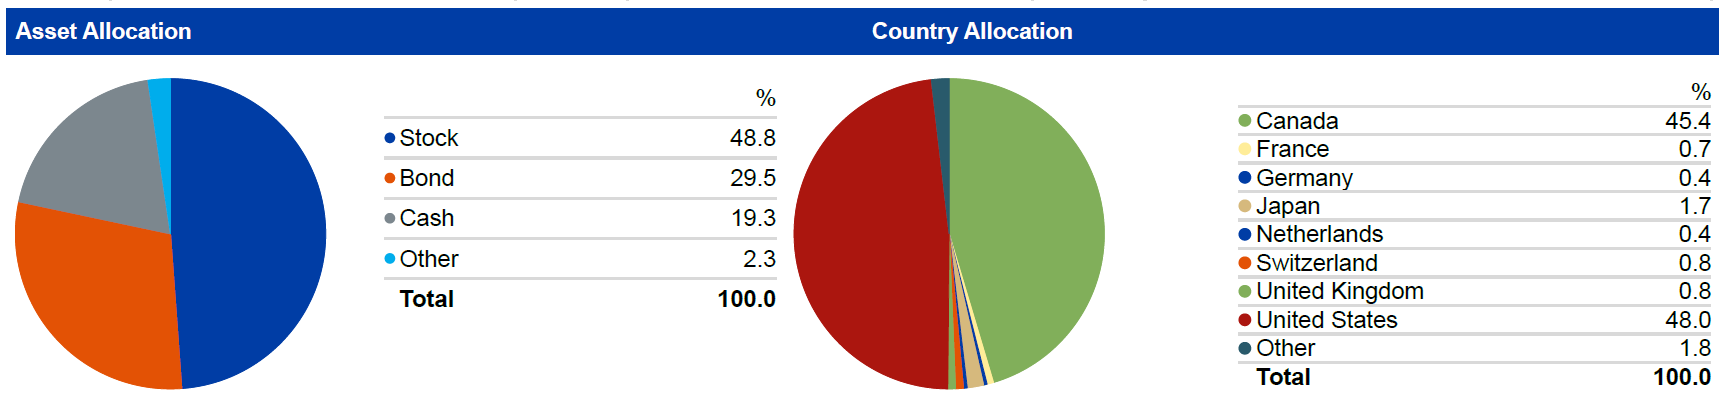 Asset Allocation
%
Stock 48.8
Bond 29.5
Cash 19.3
Other 2.3
Total 100.0
Country Allocation
%
Canada 45.4
France 0.7
Germany 0.4
Japan 1.7
Netherlands 0.4
Switzerland 0.8
United Kingdom 0.8
United States 48.0
Other 1.8
Total 100.0